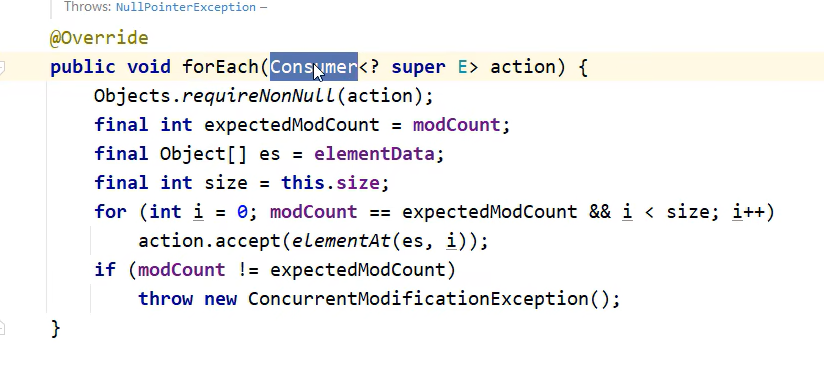 Throws: NullPointerException –
@Override
public void forEach(Consumer<? super E> action) {
Objects.requireNonNull(action);
final int expectedModCount = modCount;
final Object[] es = elementData;
final int size = this.size;
for (int i = 0; modCount == expectedModCount && i < size; i++)
action.accept(elementAt(es, i));
if (modCount != expectedModCount)
throw new ConcurrentModificationException();
}